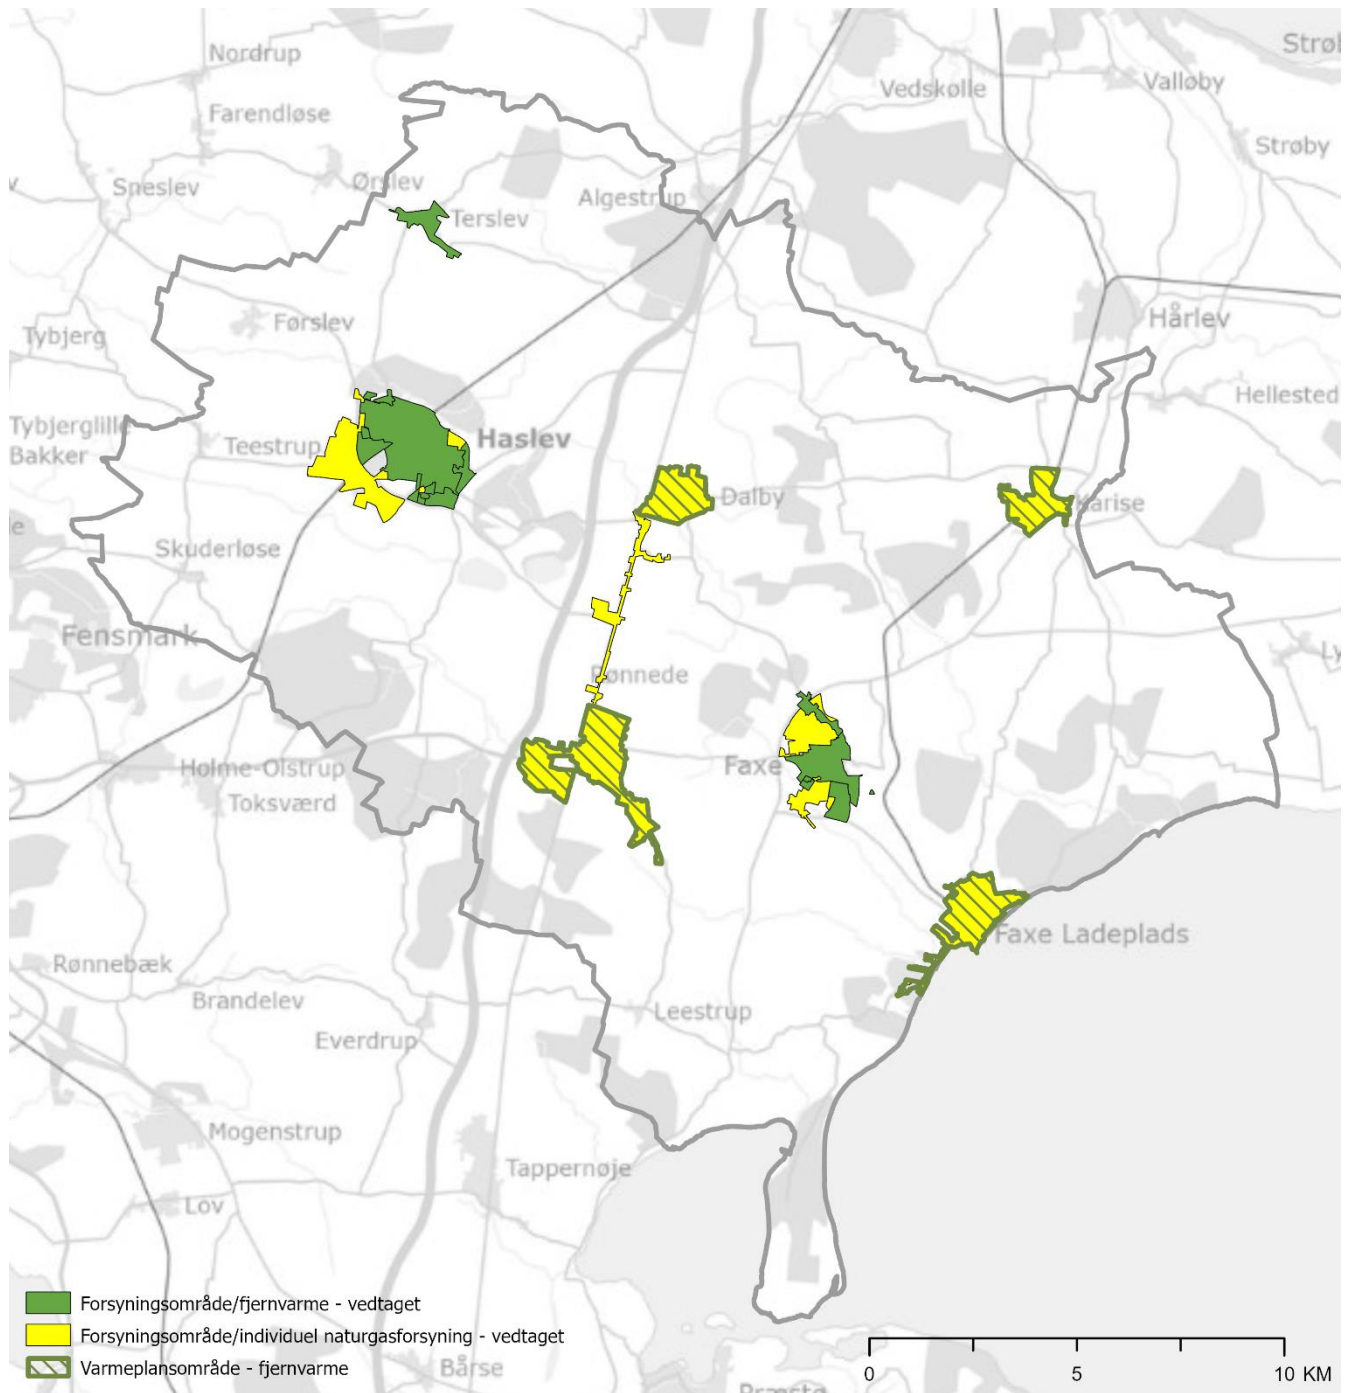 Nordrup
Strøb
Vedskølle
Valløby
Farendløse
Strøby
Sneslev
Ørslev
Algestrup
Terslev
Førslev
Hårlev
Tybjerg
Hellested
Tybjerglille
Bakker
Teestrup
Haslev
Dalby
Karise
Skuderløse
Fensmark
Rønnede
Holme-Olstrup
Faxe
Toksværd
Faxe Ladeplads
Rønnebæk
Brandelev
Leestrup
Everdrup
Mogenstrup
Tappernøje
Lov
Forsyningsområde/fjernvarme - vedtaget
Forsyningsområde/individuel naturgasforsyning - vedtaget
Varmeplansområde - fjernvarme
Bårse
0 5 10 KM